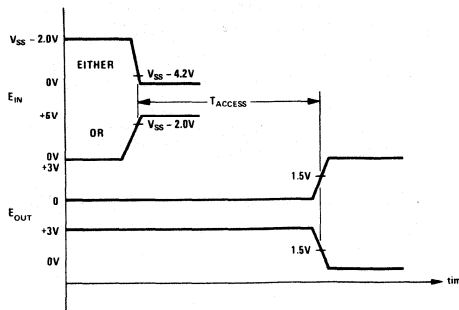 VSS – 2.0V
EITHER
0V
VSS – 4.2V
EIN
TACCESS
+5V
VSS – 2.0V
OR
0V
+3V
1.5V
0
EOUT
+3V
1.5V
0V
tim